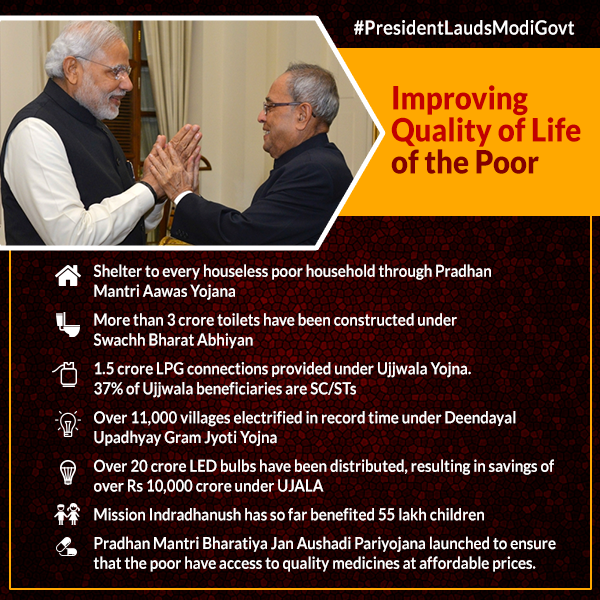 #PresidentLaudsModiGovt
Improving
Quality of Life
of the Poor
Shelter to every houseless poor household through Pradhan
Mantri Aawas Yojana
More than 3 crore toilets have been constructed under
Swachh Bharat Abhiyan
1.5 crore LPG connections provided under Ujjwala Yojna.
37% of Ujjwala beneficiaries are SC/STs
Over 11,000 villages electrified in record time under Deendayal
Upadhyay Gram Jyoti Yojna
Over 20 crore LED bulbs have been distributed, resulting in savings of
over Rs 10,000 crore under UJALA
Mission Indradhanush has so far benefited 55 lakh children
Pradhan Mantri Bharatiya Jan Aushadi Pariyojana launched to ensure
that the poor have access to quality medicines at affordable prices.